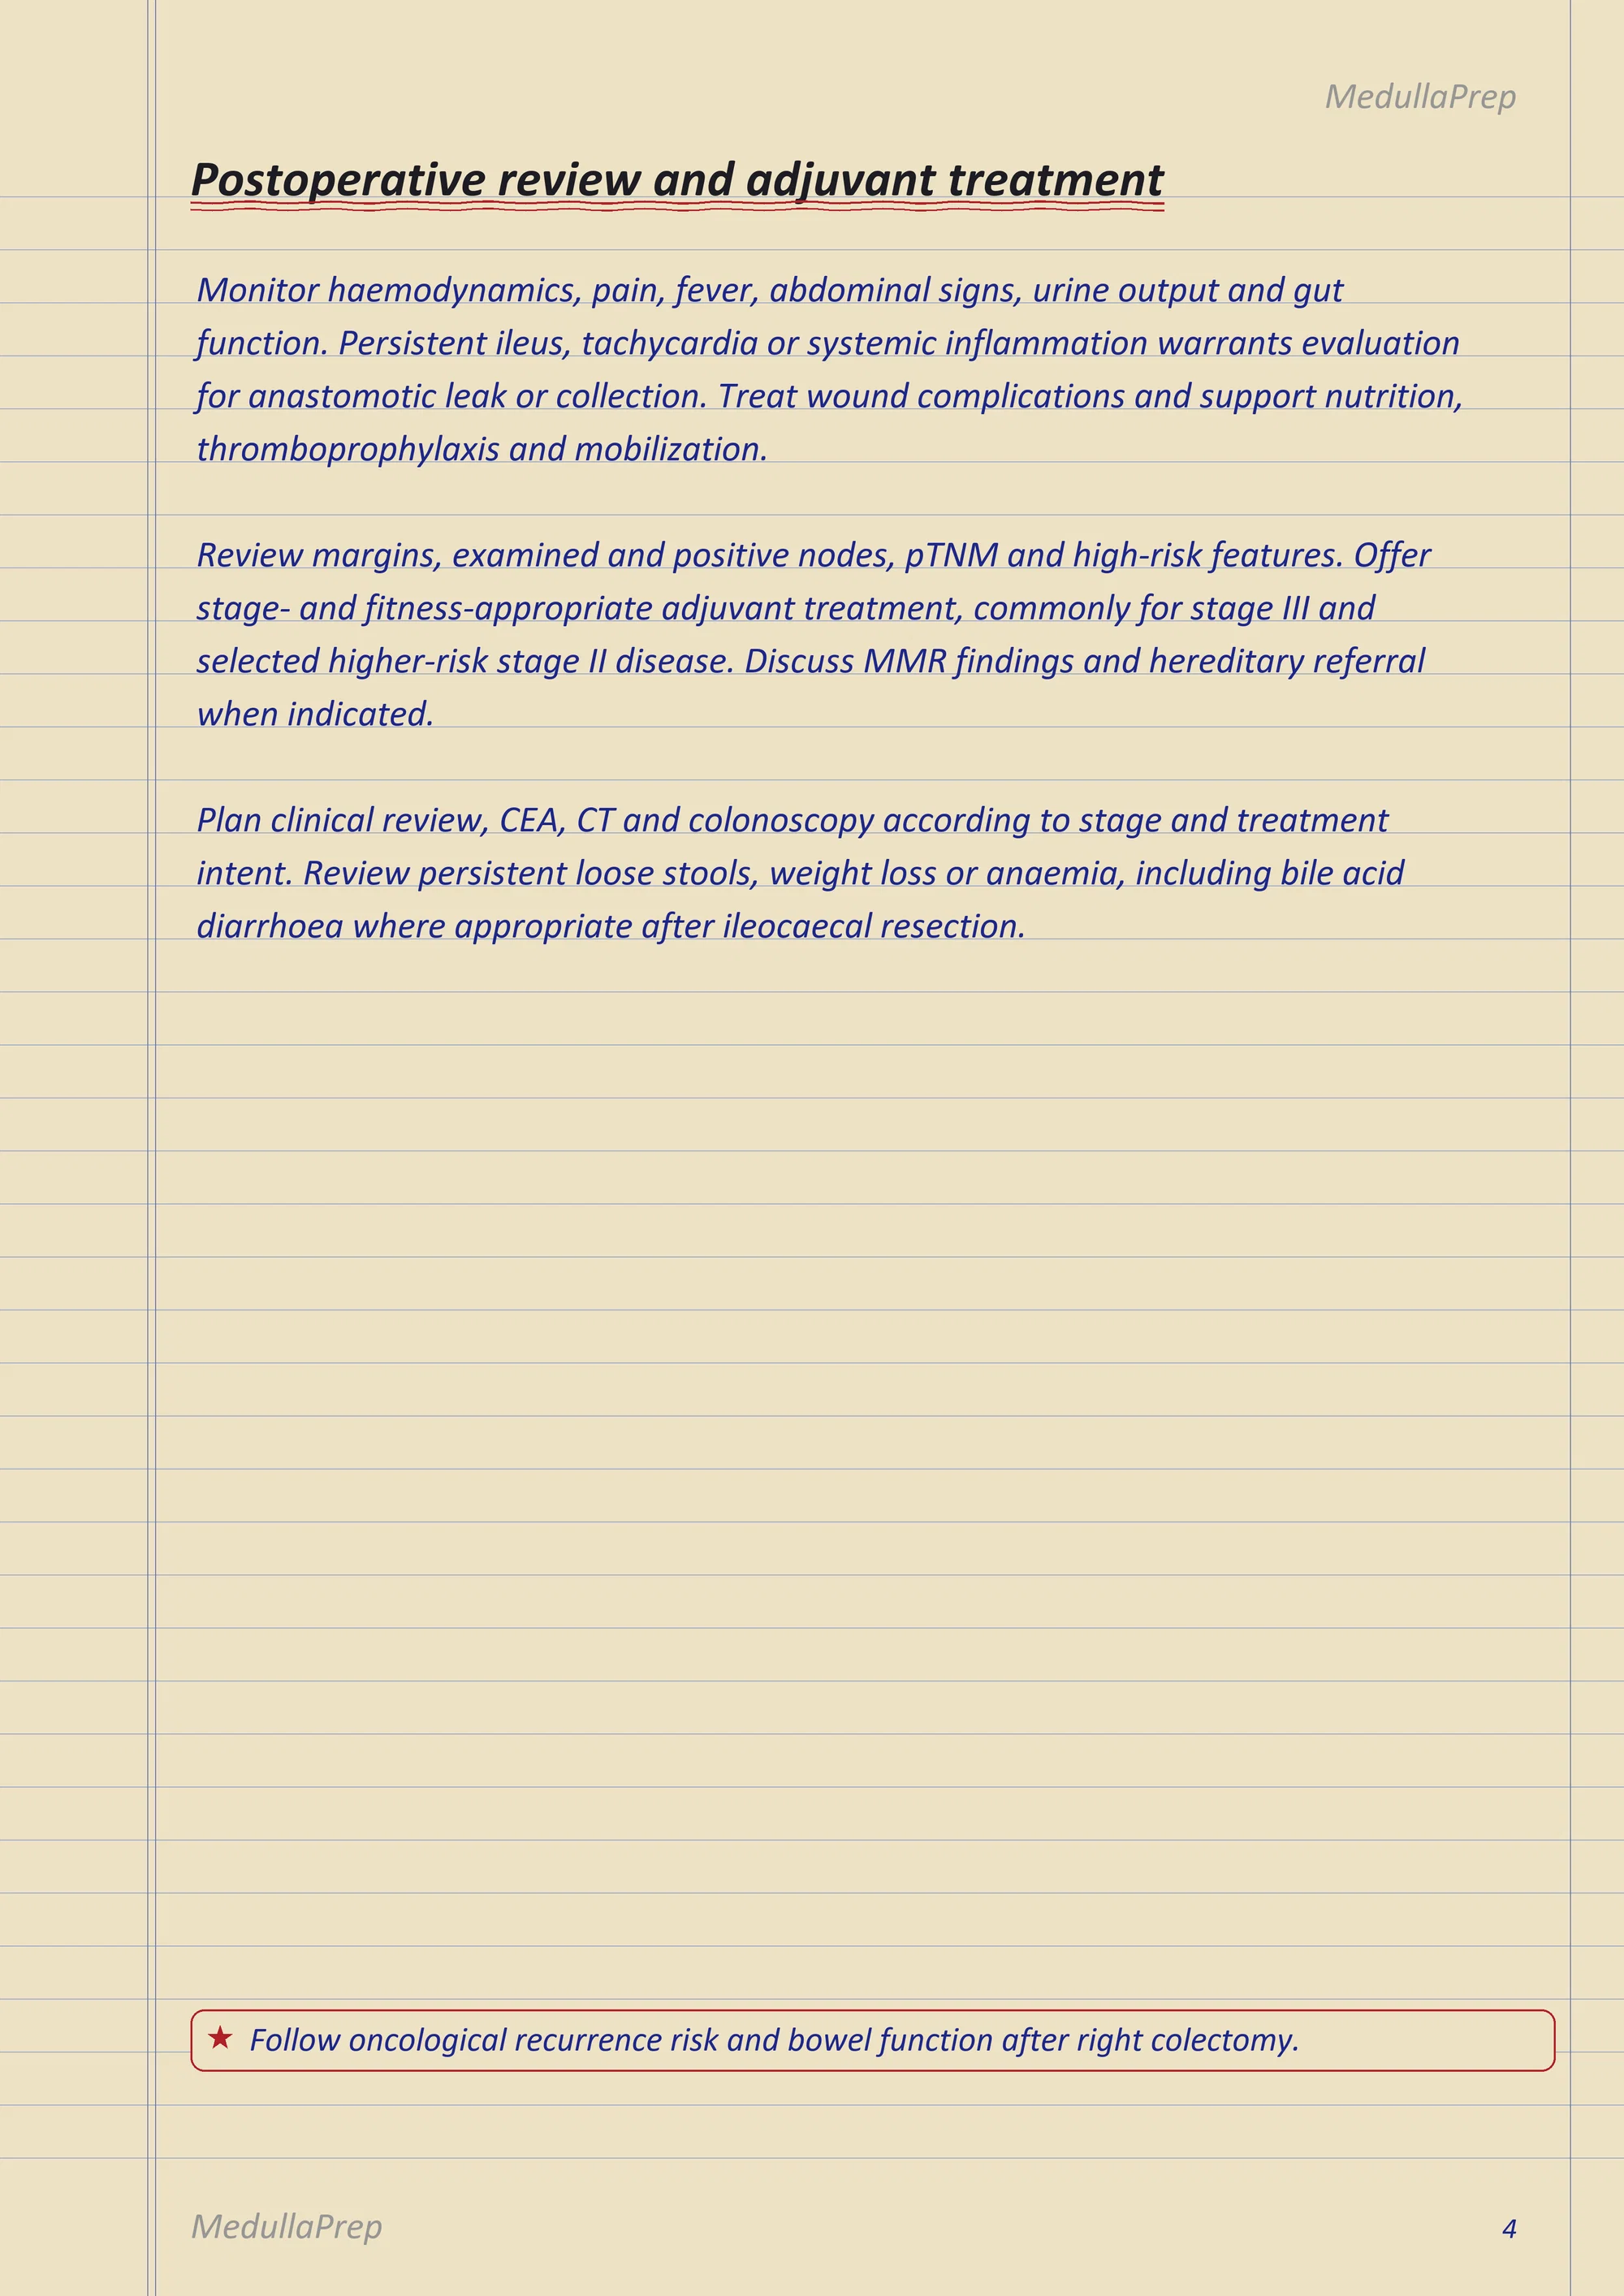 MedullaPrep
Postoperative review and adjuvant treatment
Monitor haemodynamics, pain, fever, abdominal signs, urine output and gut
function. Persistent ileus, tachycardia or systemic inflammation warrants evaluation
for anastomotic leak or collection. Treat wound complications and support nutrition,
thromboprophylaxis and mobilization.
Review margins, examined and positive nodes, pTNM and high-risk features. Offer
stage- and fitness-appropriate adjuvant treatment, commonly for stage III and
selected higher-risk stage II disease. Discuss MMR findings and hereditary referral
when indicated.
Plan clinical review, CEA, CT and colonoscopy according to stage and treatment
intent. Review persistent loose stools, weight loss or anaemia, including bile acid
diarrhoea where appropriate after ileocaecal resection.
★ Follow oncological recurrence risk and bowel function after right colectomy.
MedullaPrep
4